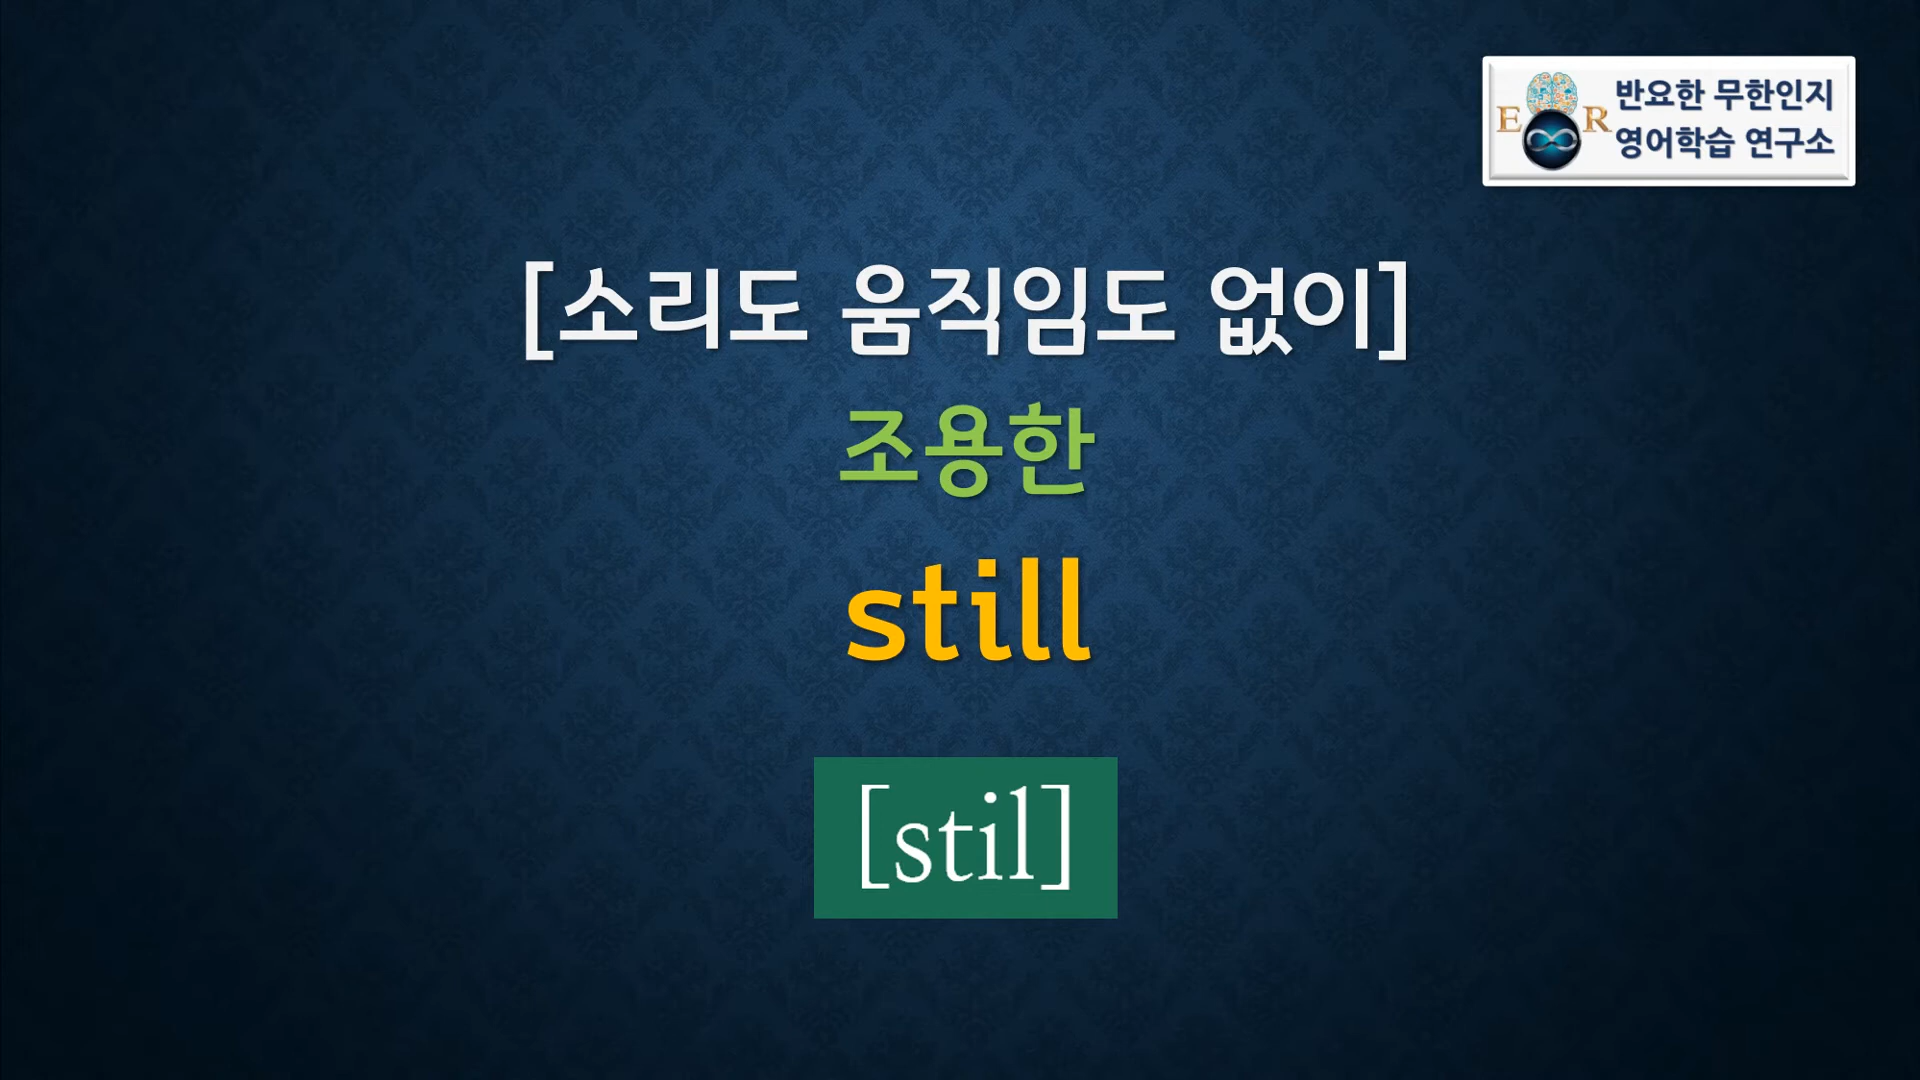 E R 반요한 무한인지
영어학습 연구소
[소리도 움직임도 없이]
조용한
still
[stil]